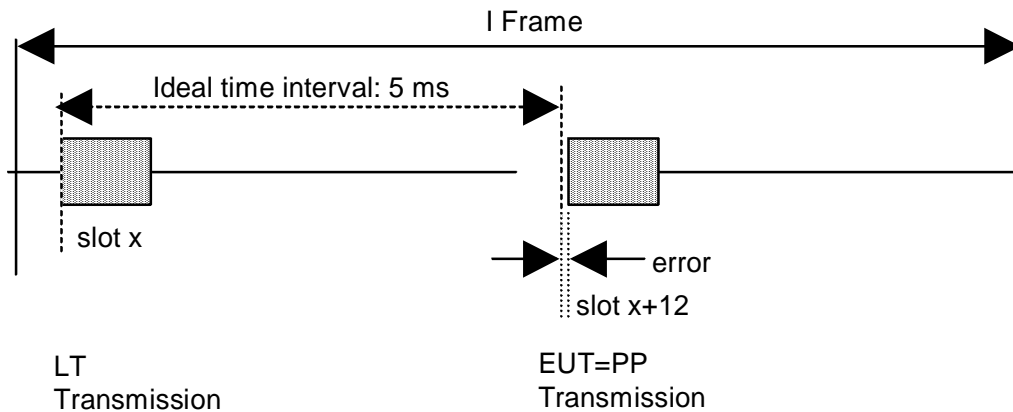 I Frame
Ideal time interval: 5 ms
slot x
error
slot x+12
LT
Transmission
EUT=PP
Transmission